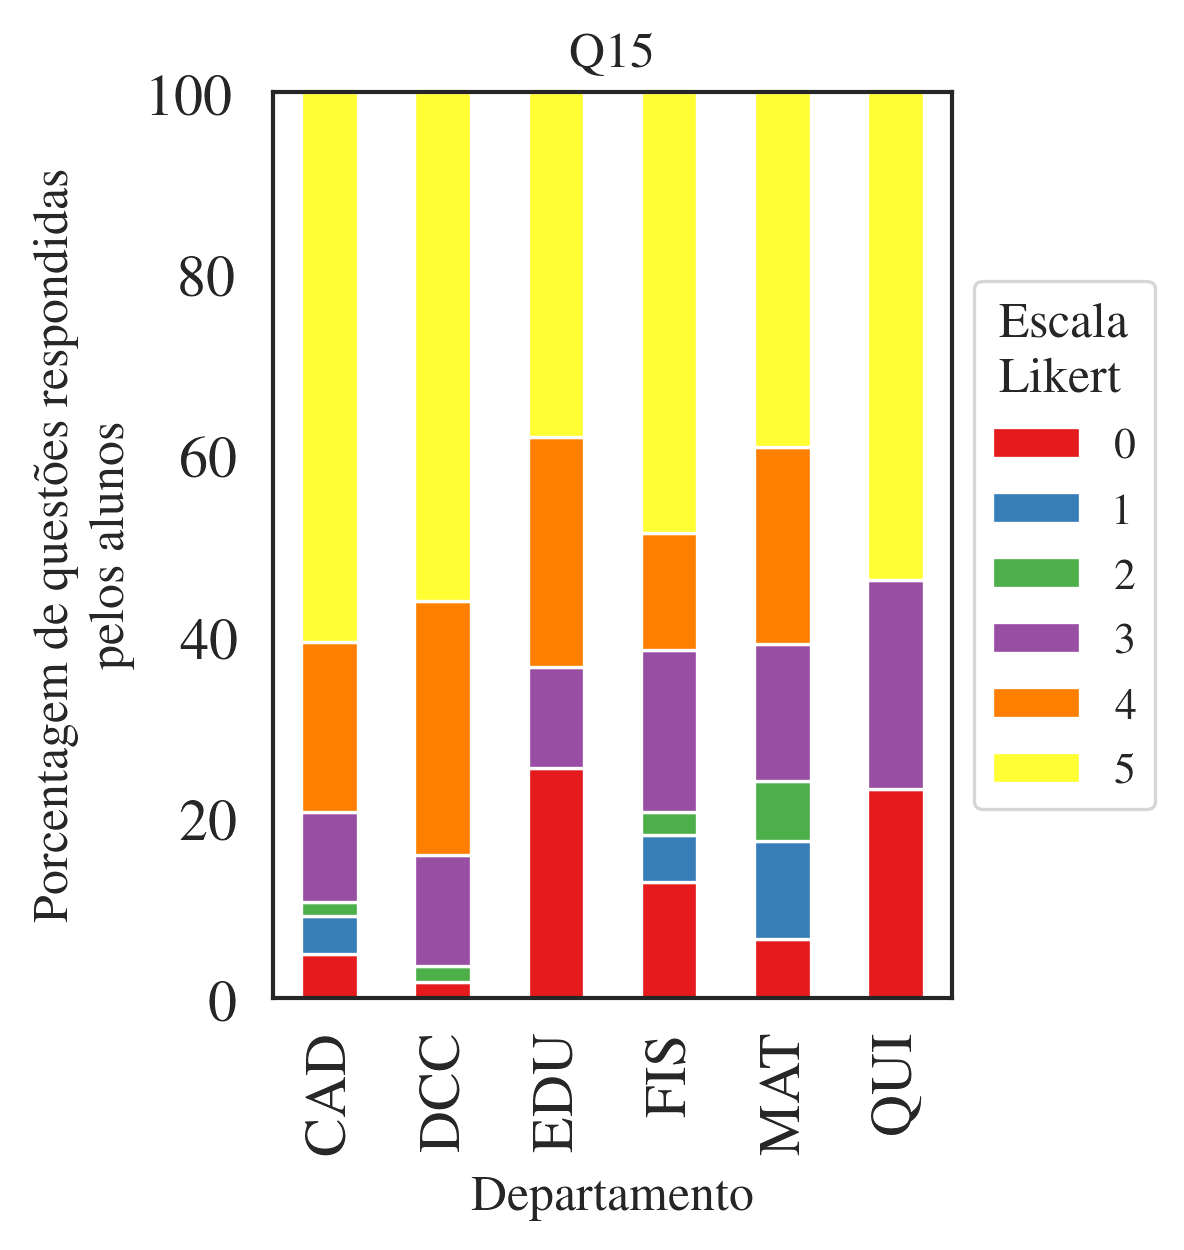 Q15
100
80
60
40
20
0
Porcentagem de questões respondidas
pelos alunos
CAD
DCC
EDU
FIS
MAT
QUI
Departamento
Escala
Likert
0
1
2
3
4
5